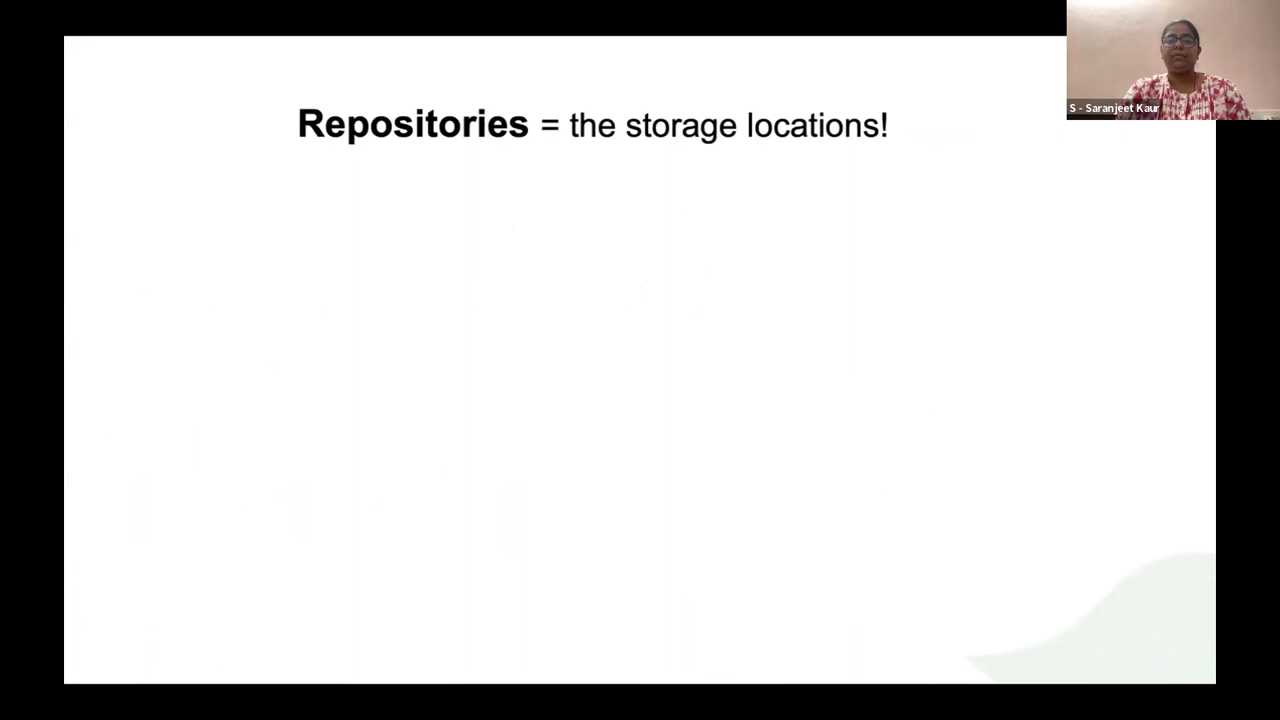 Repositories = the storage locations!
S - Saranjeet Kaur